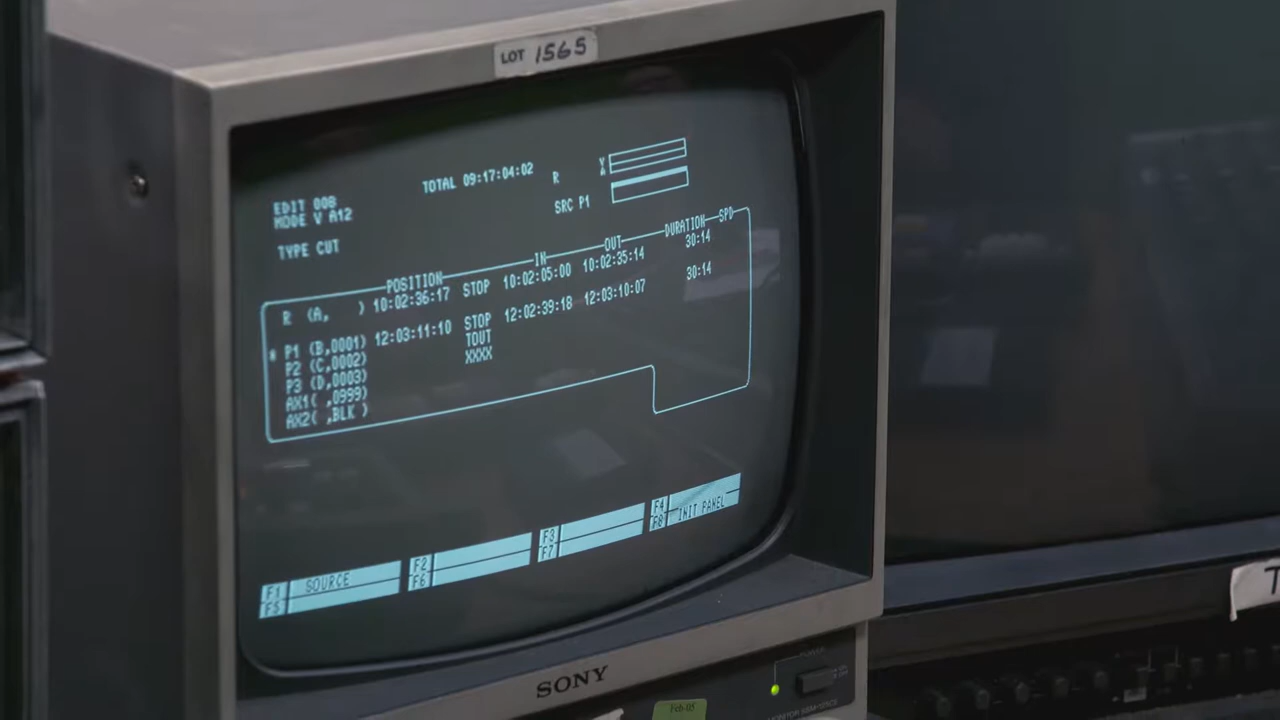 LOT 1565
TOTAL 09:17:04:02
R
X
EDIT 008
MODE V A12
SRC P1
TYPE CUT
POSITION IN OUT DURATION SPD
R (A, ) 10:02:36:17 STOP 10:02:05:00 10:02:35:14 30:14
P1 (B,0001) 12:03:11:10 STOP 12:02:39:18 12:03:10:07 30:14
P2 (C,0002) TOUT
P3 (D,0003) XXXX
AX1( ,0999)
AX2( ,BLK )
F1 SOURCE F2 F3 F4
F5 F6 F7 F8 INIT PANEL
SONY
POWER
Feb-05
T